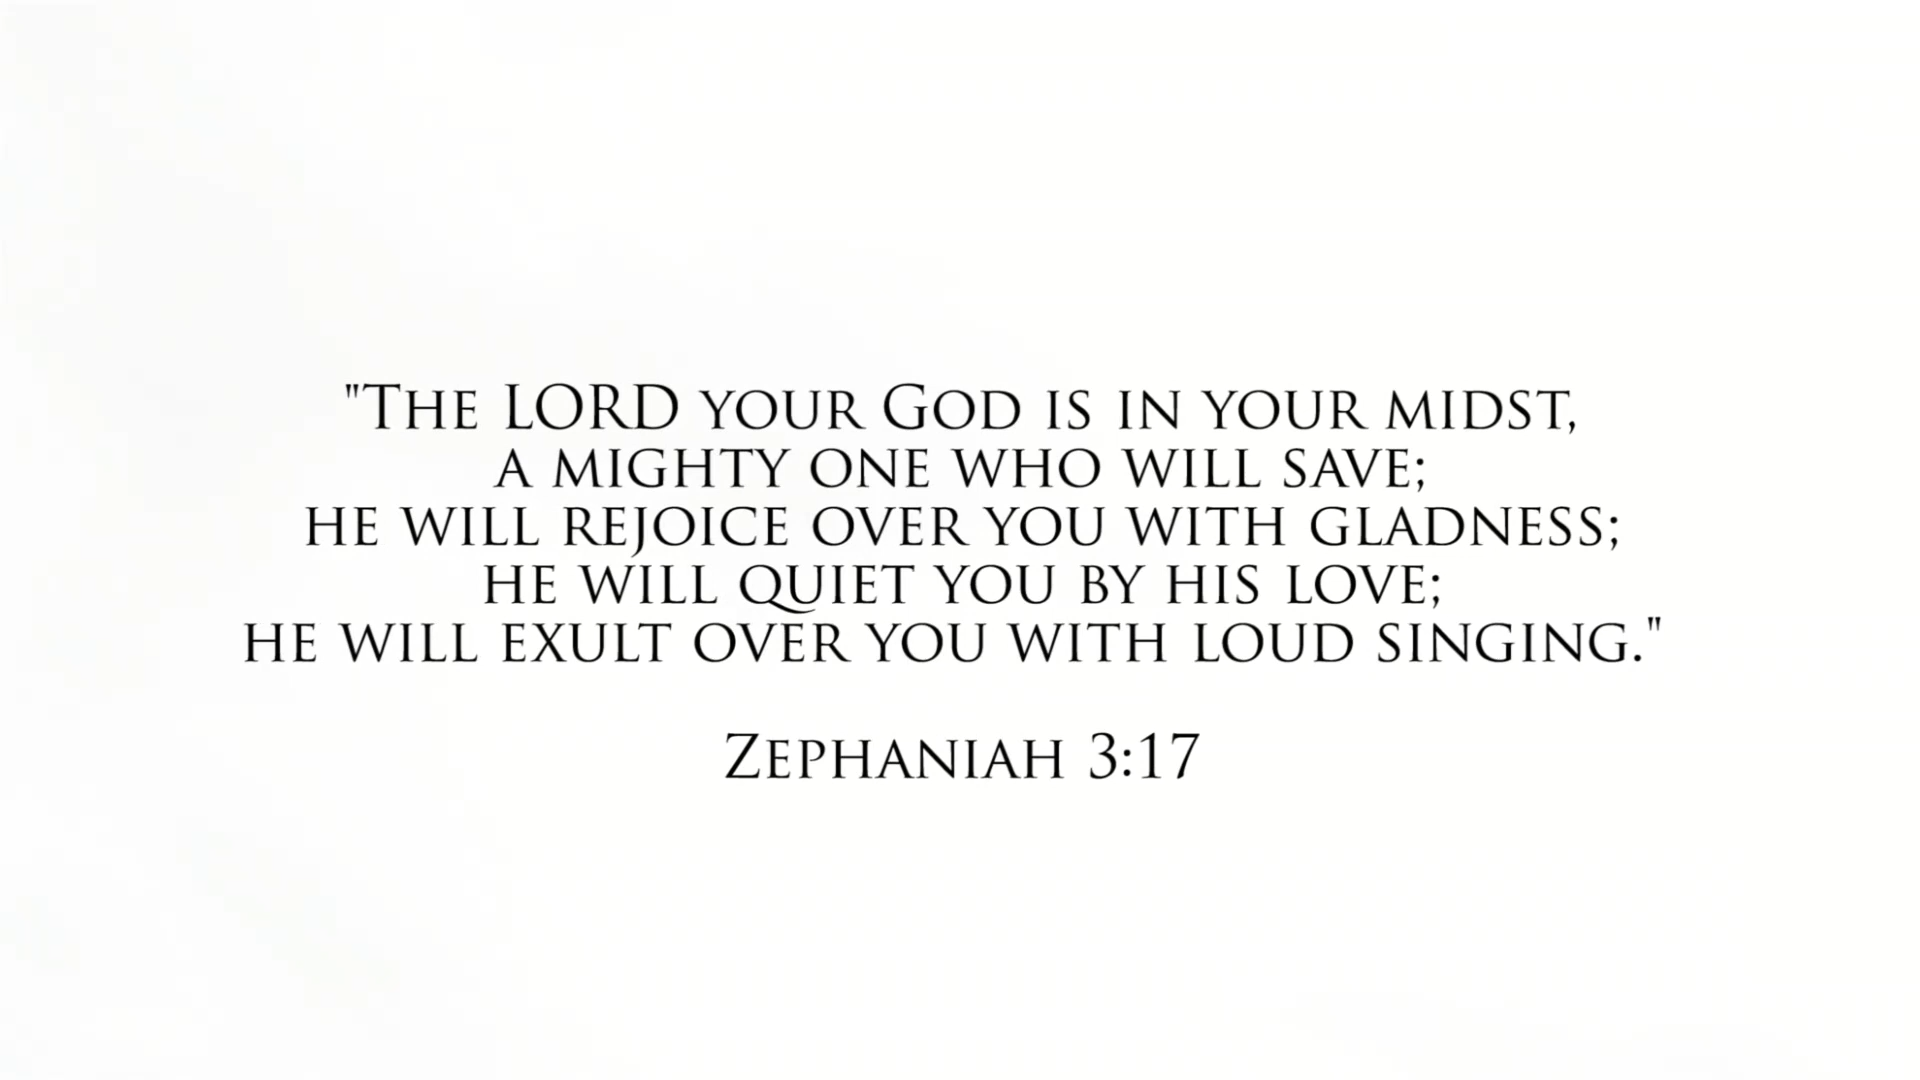 "The LORD your God is in your midst,
a mighty one who will save;
he will rejoice over you with gladness;
he will quiet you by his love;
he will exult over you with loud singing."
Zephaniah 3:17